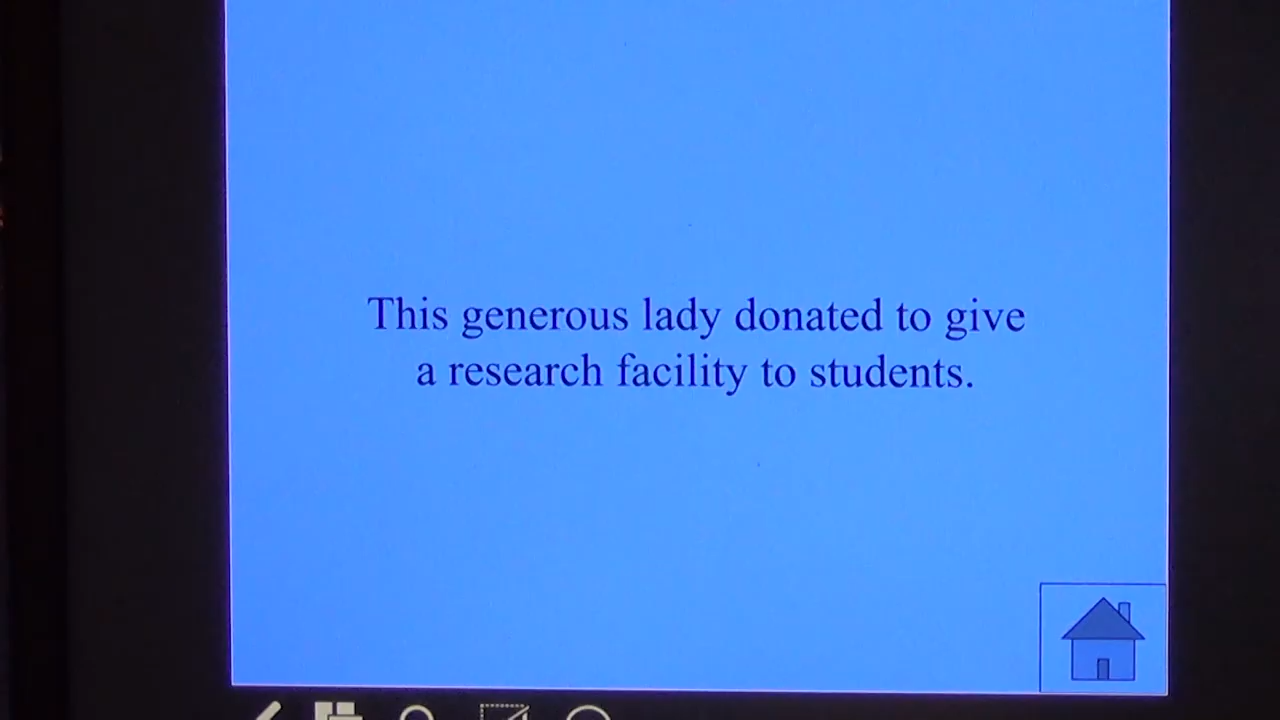 This generous lady donated to give
a research facility to students.